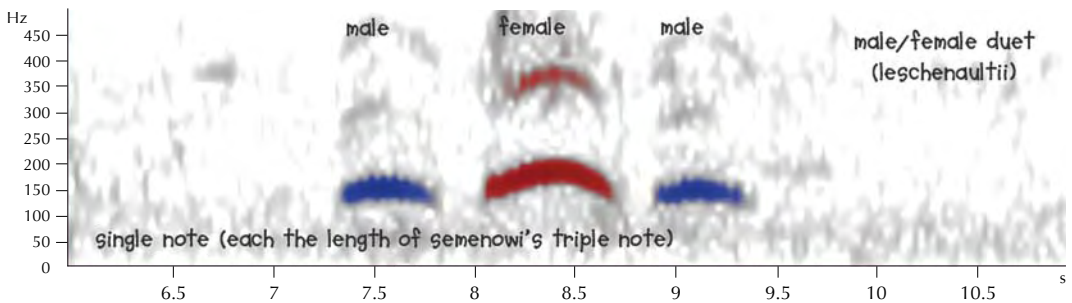 Hz
male
female
male
male/female duet
(leschenaultii)
450
400
350
300
250
200
150
100
50
0
single note (each the length of semenowi's triple note)
6.5
7
7.5
8
8.5
9
9.5
10
10.5
s